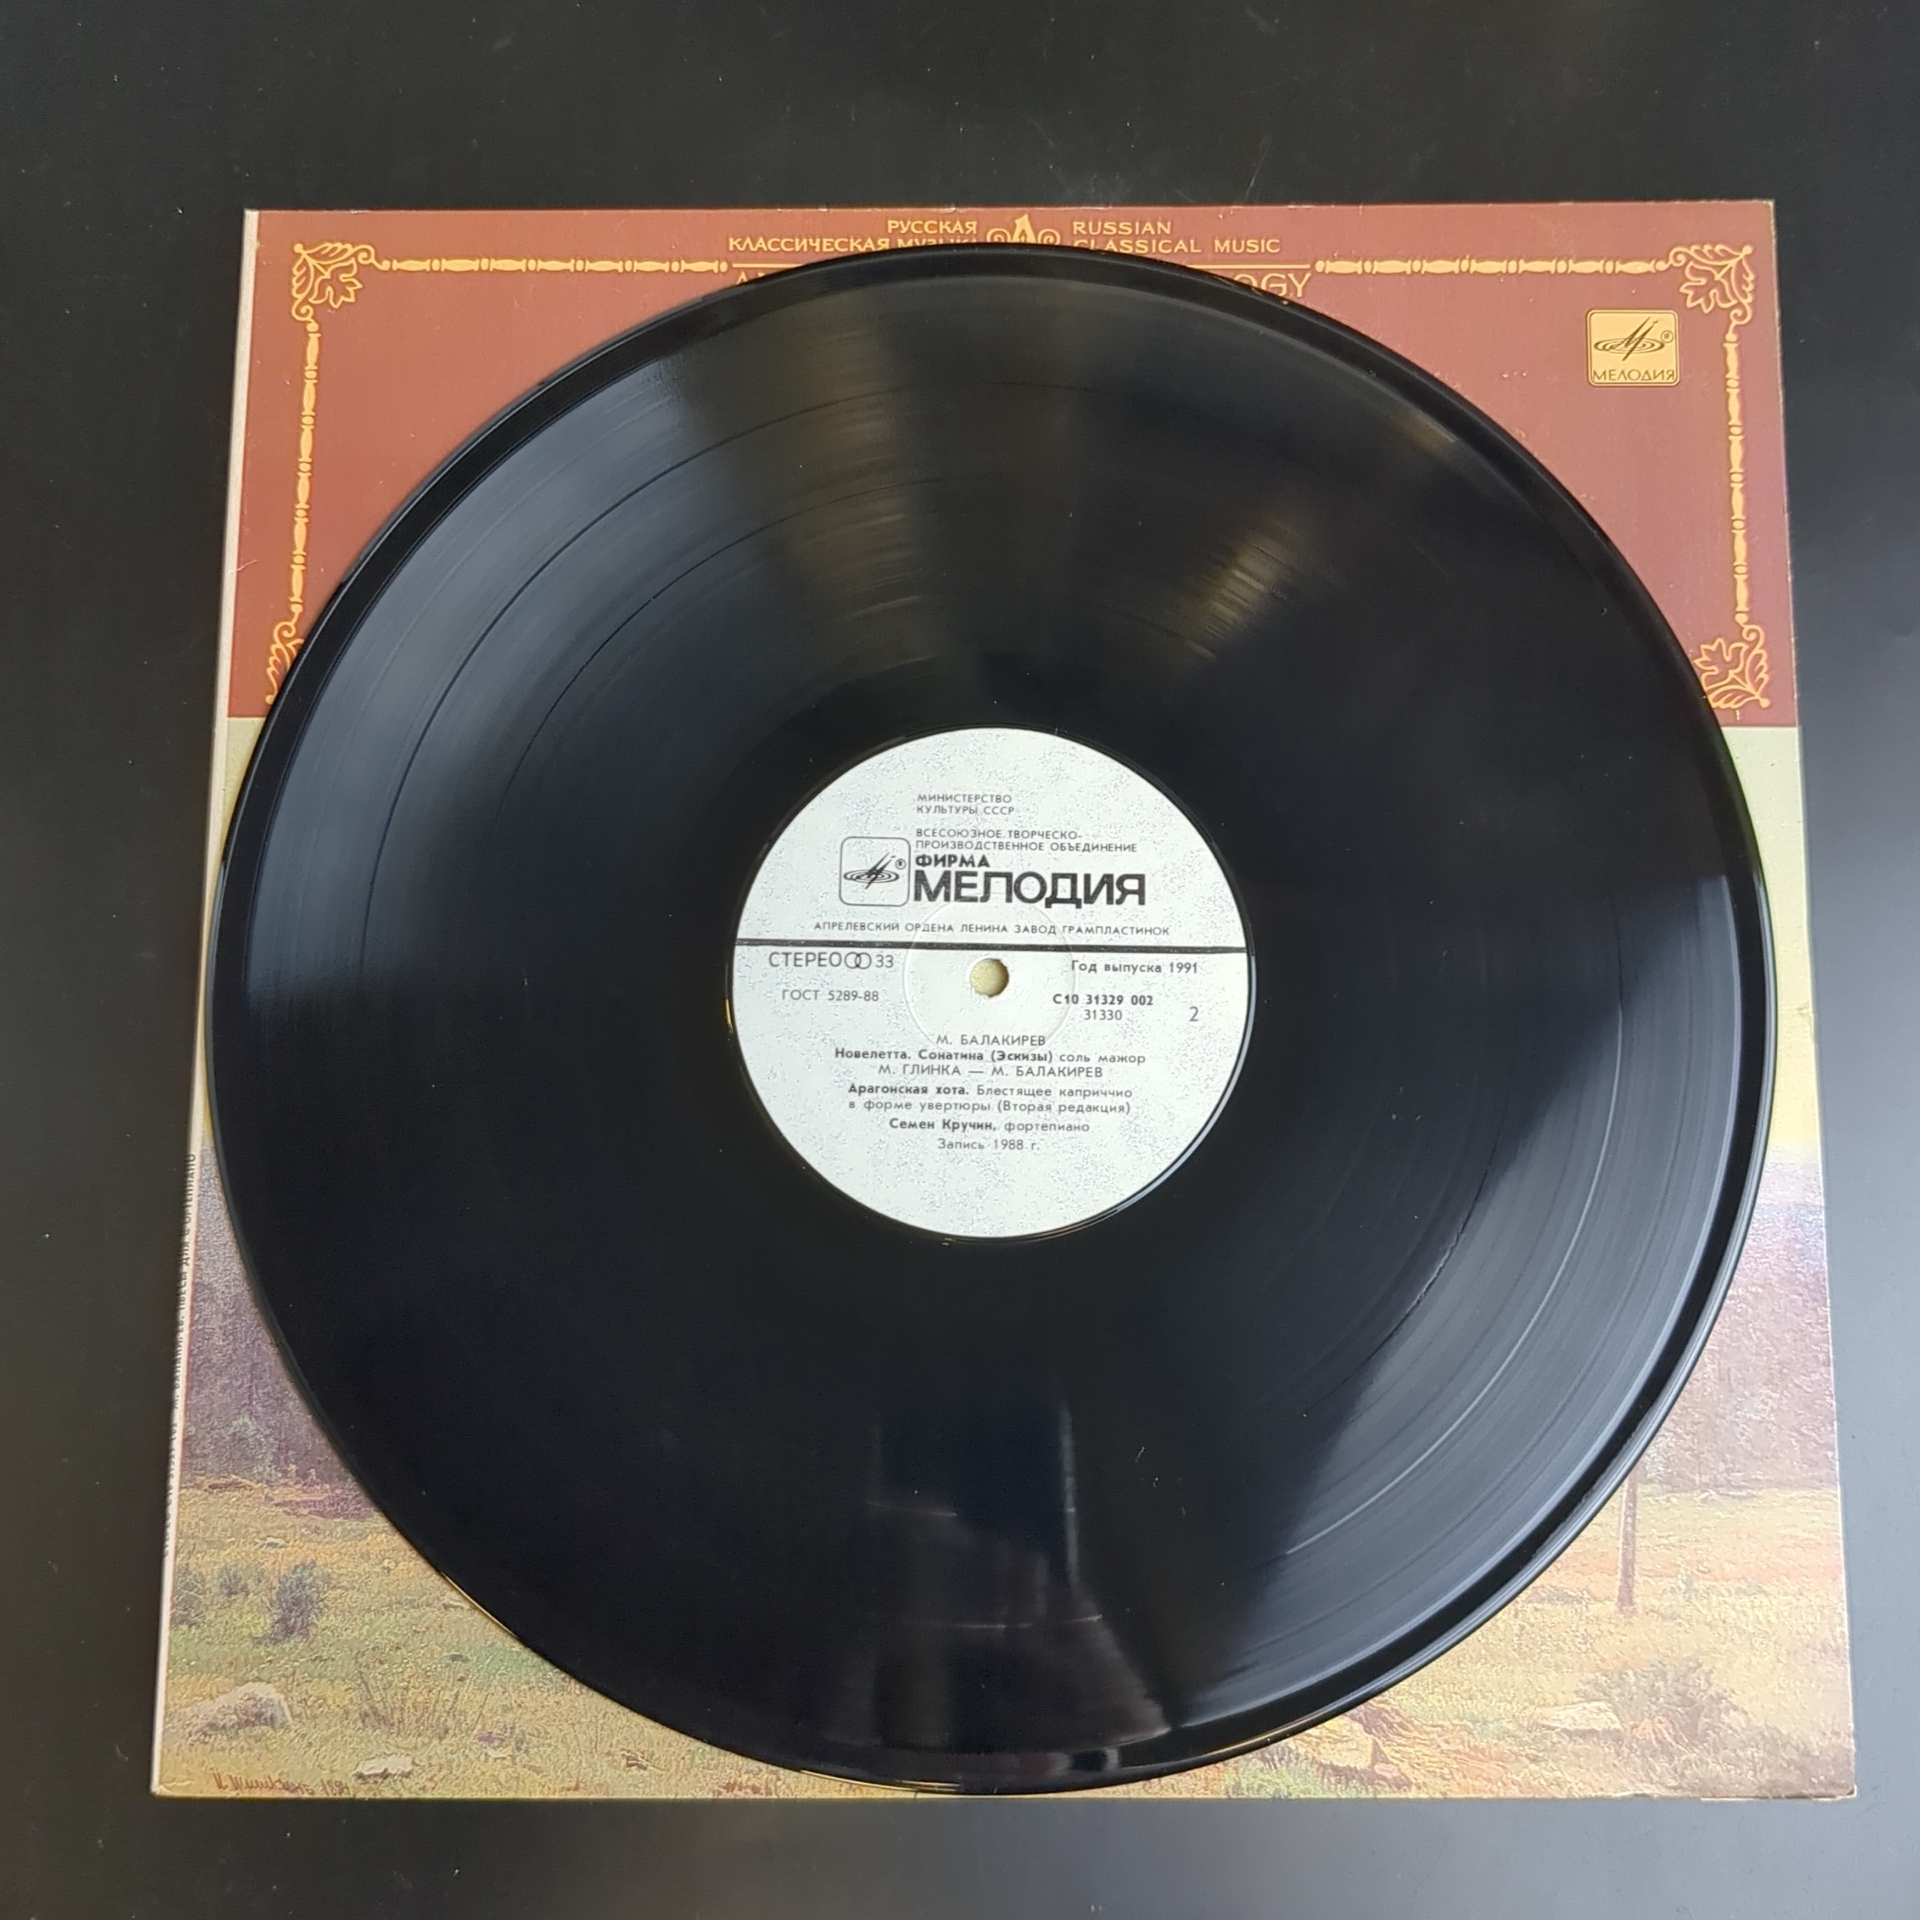 РУССКАЯ
КЛАССИЧЕСКАЯ МУЗЫКА
RUSSIAN
CLASSICAL MUSIC
МЕЛОДИЯ
МИНИСТЕРСТВО
КУЛЬТУРЫ СССР
ВСЕСОЮЗНОЕ ТВОРЧЕСКО-
ПРОИЗВОДСТВЕННОЕ ОБЪЕДИНЕНИЕ
ФИРМА
МЕЛОДИЯ
АПРЕЛЕВСКИЙ ОРДЕНА ЛЕНИНА ЗАВОД ГРАМПЛАСТИНОК
СТЕРЕО 33
Год выпуска 1991
ГОСТ 5289-88
С10 31329 002
31330
2
М. БАЛАКИРЕВ
Новелетта. Сонатина (Эскизы) соль мажор
М. ГЛИНКА — М. БАЛАКИРЕВ
Арагонская хота. Блестящее каприччио
в форме увертюры (Вторая редакция)
Семен Кручин, фортепиано
Запись 1988 г.